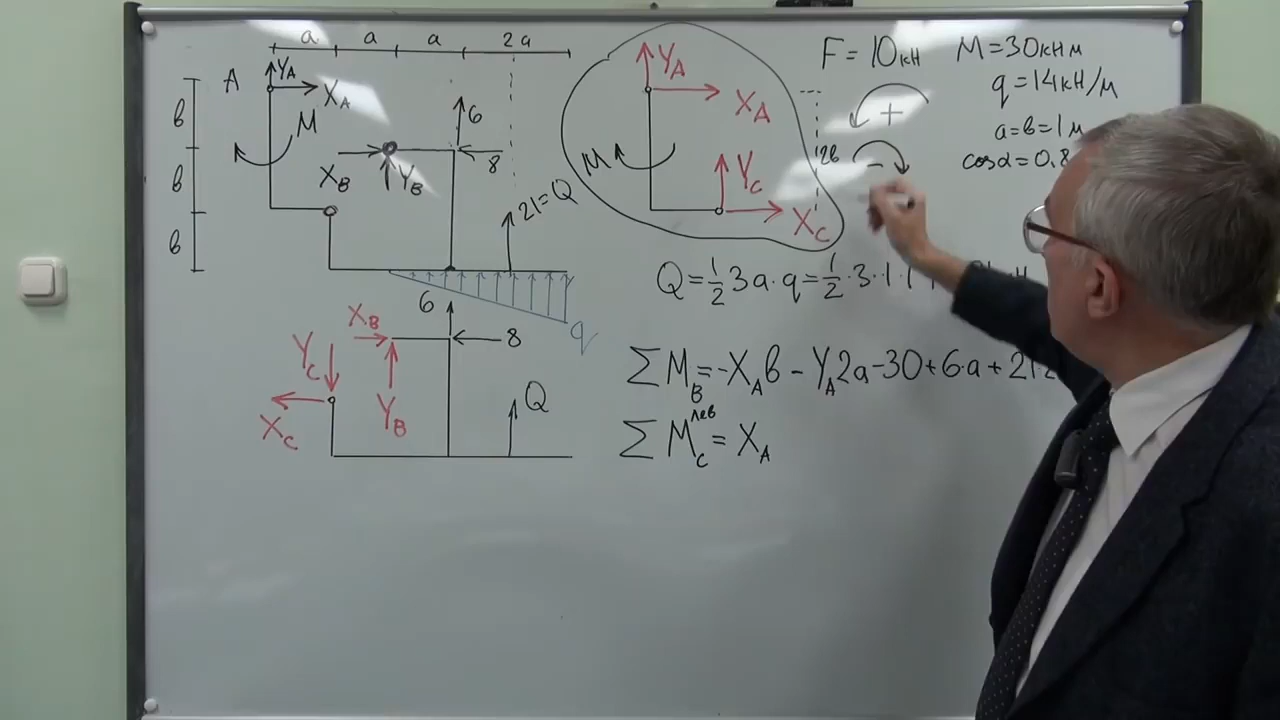 a a a 2a
в
в
в
A Y_A X_A
M
X_B Y_B
6
8
21=Q
q
Y_A X_A
M
Y_C X_C
2в
F=10кн M=30кнм
q=14кН/м
+
a=в=1м
−
cosα=0,8
Q=1/2 3a·q=1/2·3·1·1
ΣM_B=-X_A в-Y_A 2a-30+6·a+21·2
ΣM_C^лев=X_A
6
X_B 8
Y_C
Y_B Q
X_C